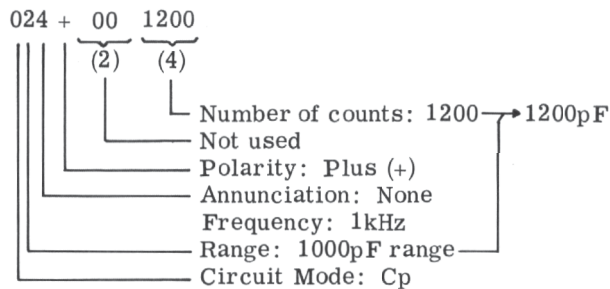 024 + 00 1200
(2) (4)
Number of counts: 1200 1200pF
Not used
Polarity: Plus (+)
Annunciation: None
Frequency: 1kHz
Range: 1000pF range
Circuit Mode: Cp